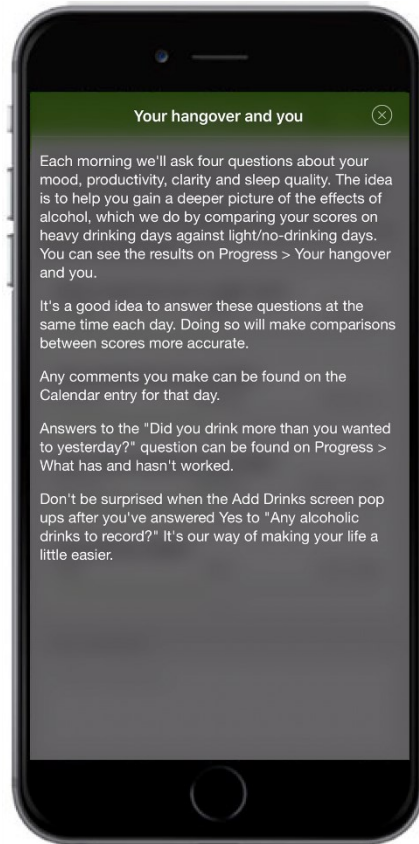 Your hangover and you
Each morning we'll ask four questions about your
mood, productivity, clarity and sleep quality. The idea
is to help you gain a deeper picture of the effects of
alcohol, which we do by comparing your scores on
heavy drinking days against light/no-drinking days.
You can see the results on Progress > Your hangover
and you.
It's a good idea to answer these questions at the
same time each day. Doing so will make comparisons
between scores more accurate.
Any comments you make can be found on the
Calendar entry for that day.
Answers to the "Did you drink more than you wanted
to yesterday?" question can be found on Progress >
What has and hasn't worked.
Don't be surprised when the Add Drinks screen pop
ups after you've answered Yes to "Any alcoholic
drinks to record?" It's our way of making your life a
little easier.